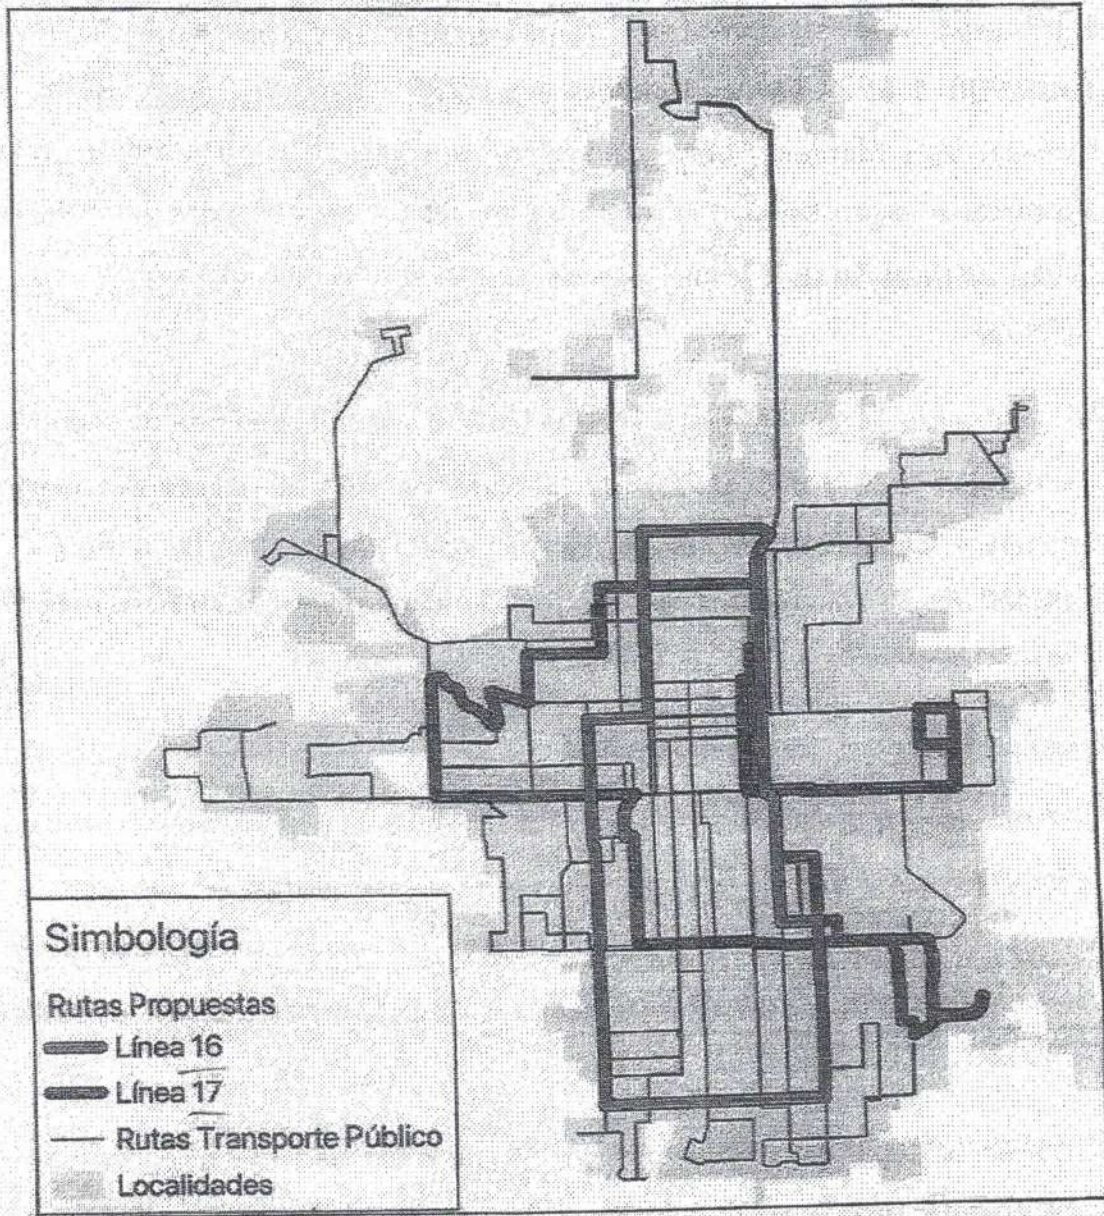 Simbología
Rutas Propuestas
Línea 16
Línea 17
Rutas Transporte Público
Localidades